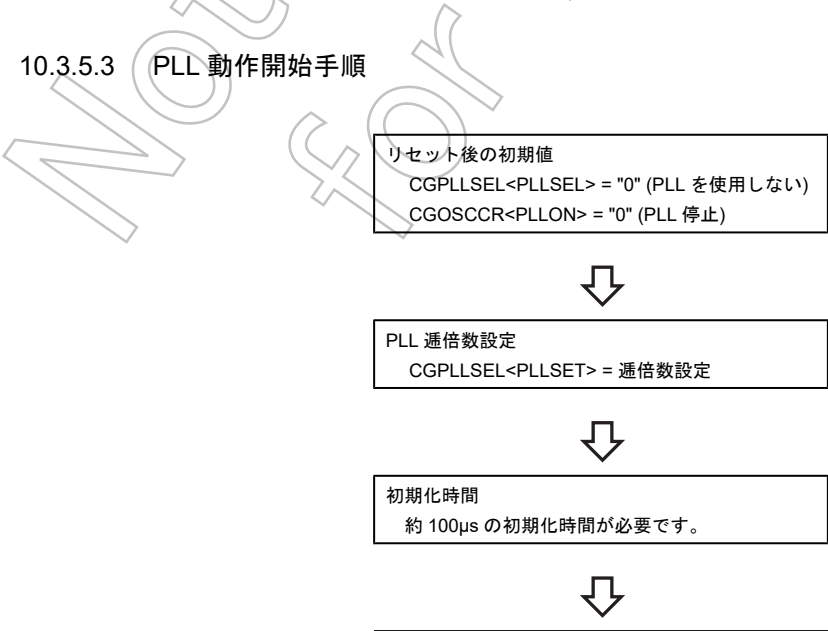 10.3.5.3 PLL 動作開始手順
リセット後の初期値
CGPLLSEL<PLLSEL> = "0" (PLL を使用しない)
CGOSCCR<PLLON> = "0" (PLL 停止)
PLL 逓倍数設定
CGPLLSEL<PLLSET> = 逓倍数設定
初期化時間
約 100μs の初期化時間が必要です。
Not
for